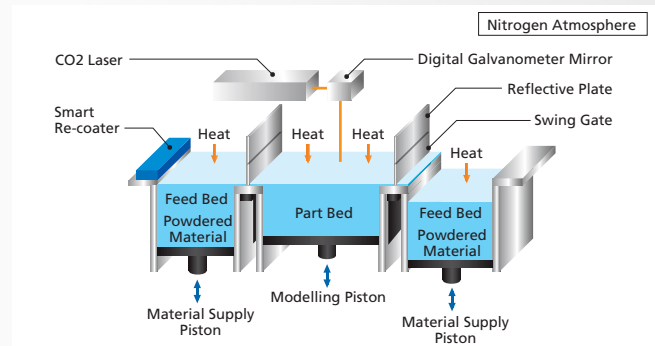 Nitrogen Atmosphere
CO2 Laser
Digital Galvanometer Mirror
Reflective Plate
Smart
Re-coater
Swing Gate
Heat
Heat
Heat
Heat
Feed Bed
Powdered
Material
Part Bed
Feed Bed
Powdered
Material
Material Supply
Piston
Modelling Piston
Material Supply
Piston